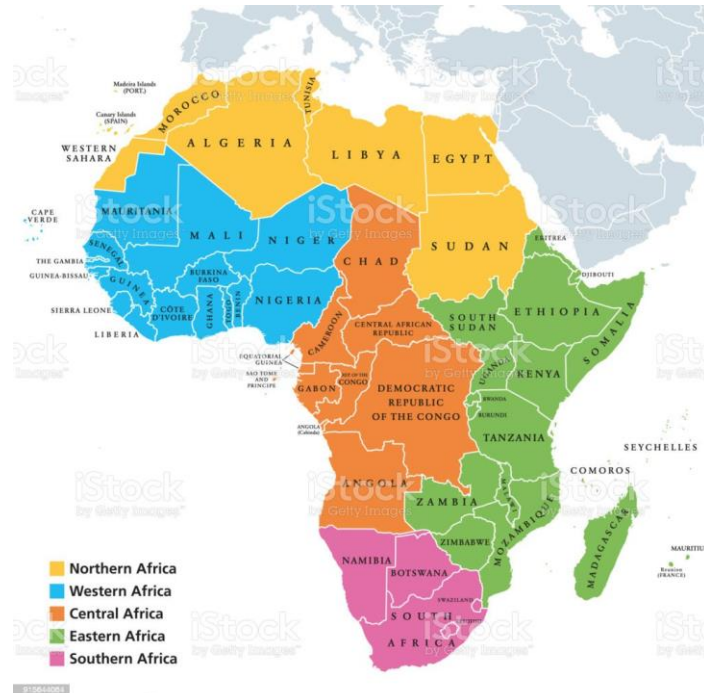 iStock
by Getty Images™
Madeira Islands
(PORT.)
Canary Islands
(SPAIN)
MOROCCO
TUNISIA
ALGERIA
LIBYA
EGYPT
WESTERN
SAHARA
CAPE
VERDE
MAURITANIA
MALI
NIGER
CHAD
SUDAN
ERITREA
DJIBOUTI
SENEGAL
THE GAMBIA
GUINEA-BISSAU
GUINEA
SIERRA LEONE
LIBERIA
CÔTE
D'IVOIRE
BURKINA
FASO
GHANA
TOGO
BENIN
NIGERIA
CAMEROON
CENTRAL AFRICAN
REPUBLIC
SOUTH
SUDAN
ETHIOPIA
SOMALIA
EQUATORIAL
GUINEA
SAO TOME
AND
PRINCIPE
GABON
REP. OF THE
CONGO
DEMOCRATIC
REPUBLIC
OF THE CONGO
UGANDA
KENYA
RWANDA
BURUNDI
TANZANIA
ANGOLA
(Cabinda)
ANGOLA
ZAMBIA
MALAWI
MOZAMBIQUE
ZIMBABWE
SEYCHELLES
COMOROS
MADAGASCAR
MAURITIU
Reunion
(FRANCE)
NAMIBIA
BOTSWANA
SWAZILAND
LESOTHO
SOUTH
AFRICA
Northern Africa
Western Africa
Central Africa
Eastern Africa
Southern Africa